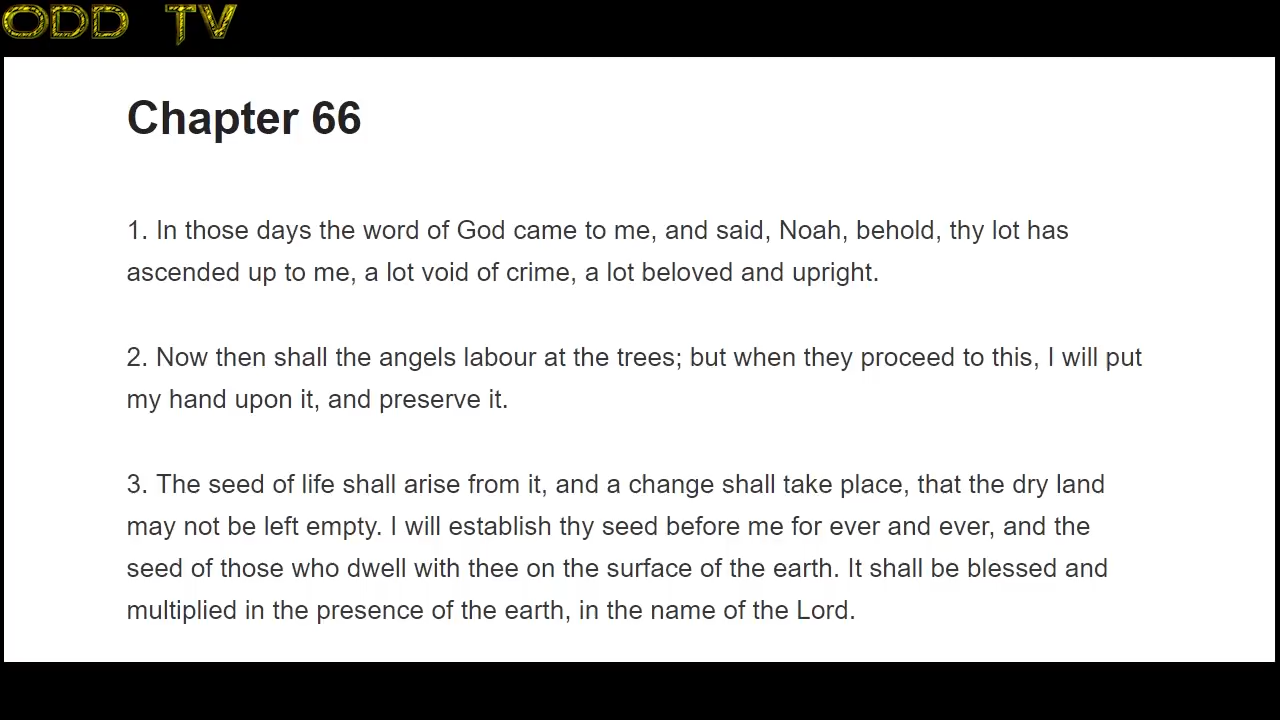 ODD TV
Chapter 66
1. In those days the word of God came to me, and said, Noah, behold, thy lot has
ascended up to me, a lot void of crime, a lot beloved and upright.
2. Now then shall the angels labour at the trees; but when they proceed to this, I will put
my hand upon it, and preserve it.
3. The seed of life shall arise from it, and a change shall take place, that the dry land
may not be left empty. I will establish thy seed before me for ever and ever, and the
seed of those who dwell with thee on the surface of the earth. It shall be blessed and
multiplied in the presence of the earth, in the name of the Lord.